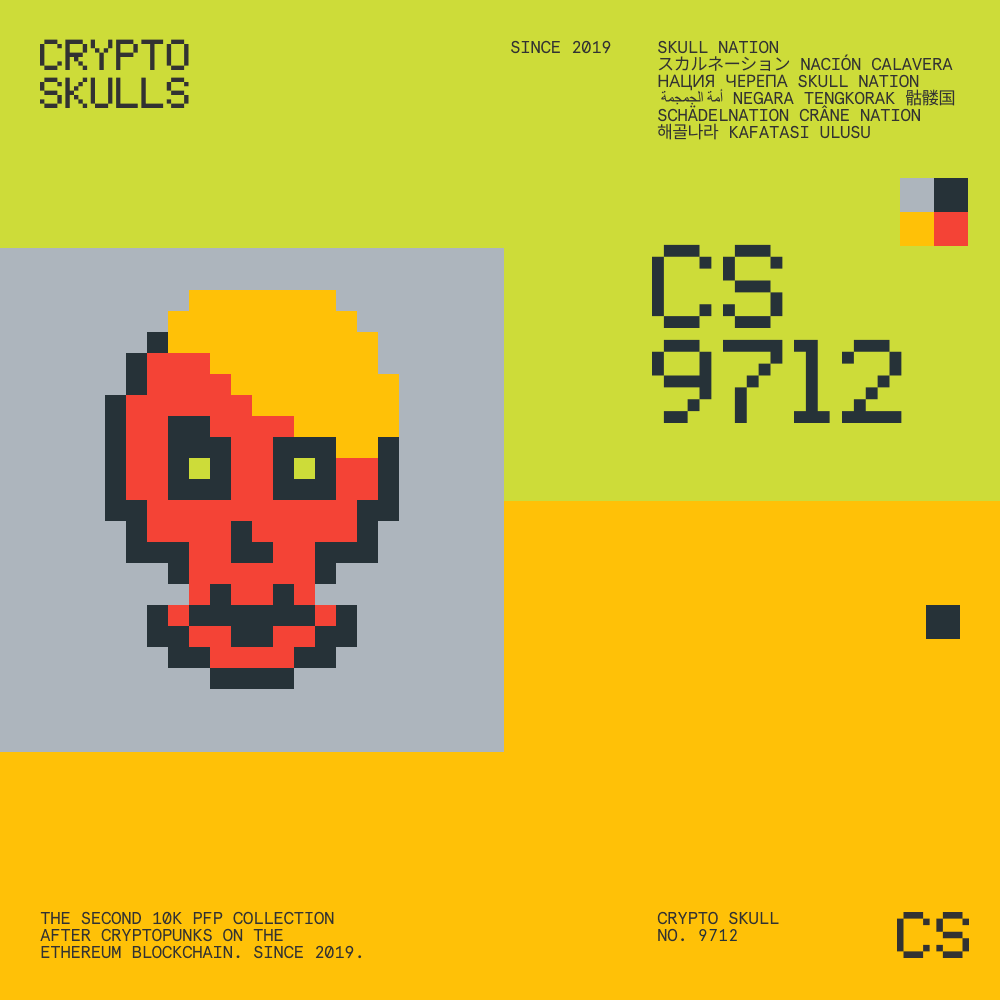 CRYPTO
SKULLS
SINCE 2019
SKULL NATION
スカルネーション NACIÓN CALAVERA
НАЦИЯ ЧЕРЕПА SKULL NATION
أمة الجمجمة NEGARA TENGKORAK 骷髅国
SCHÄDELNATION CRÂNE NATION
해골나라 KAFATASI ULUSU
CS
9712
THE SECOND 10K PFP COLLECTION
AFTER CRYPTOPUNKS ON THE
ETHEREUM BLOCKCHAIN. SINCE 2019.
CRYPTO SKULL
NO. 9712
CS